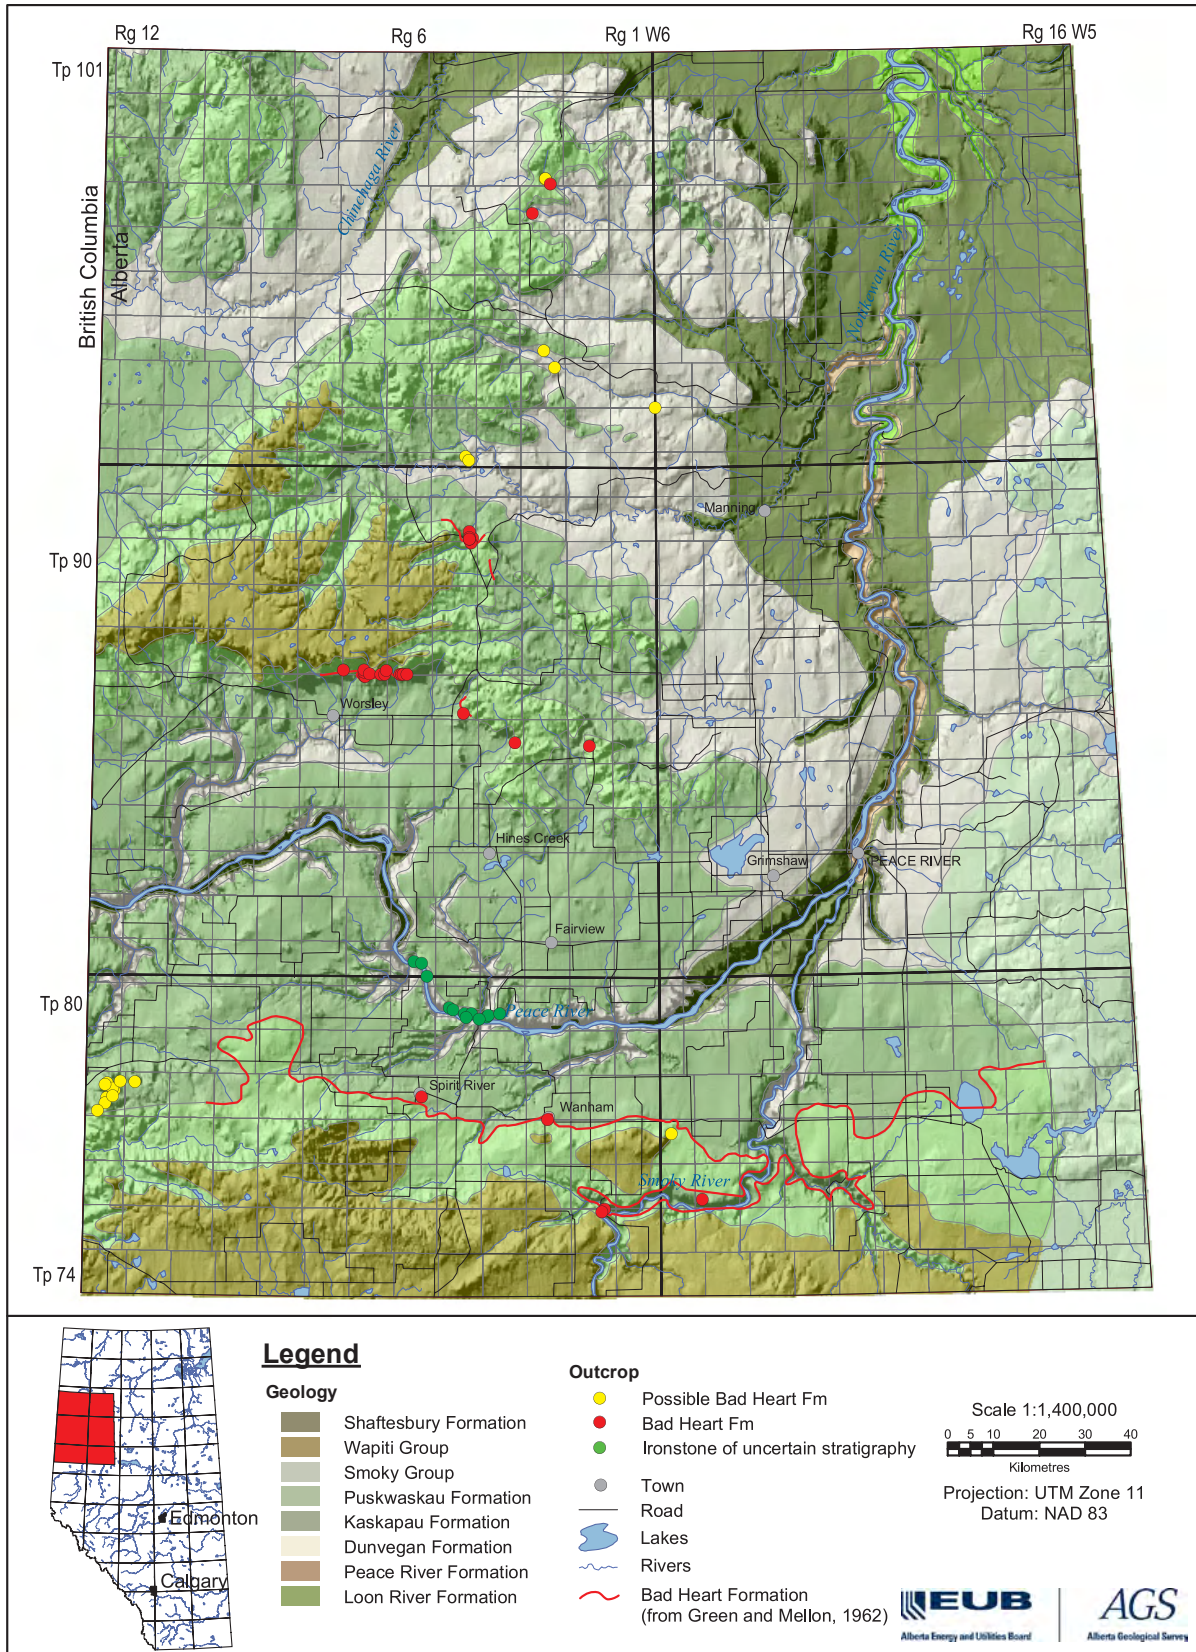 Rg 12
Rg 6
Rg 1 W6
Rg 16 W5
Tp 101
Chinchaga River
British Columbia
Alberta
Notikewan River
Manning
Tp 90
Worsley
Hines Creek
Grimshaw
PEACE RIVER
Fairview
Tp 80
Peace River
Spirit River
Wanham
Smoky River
Tp 74
Legend
Geology
Shaftesbury Formation
Wapiti Group
Smoky Group
Puskwaskau Formation
Kaskapau Formation
Dunvegan Formation
Peace River Formation
Loon River Formation
Outcrop
Possible Bad Heart Fm
Bad Heart Fm
Ironstone of uncertain stratigraphy
Town
Road
Lakes
Rivers
Bad Heart Formation
(from Green and Mellon, 1962)
Scale 1:1,400,000
0 5 10 20 30 40
Kilometres
Projection: UTM Zone 11
Datum: NAD 83
Edmonton
Calgary
EUB
Alberta Energy and Utilities Board
AGS
Alberta Geological Survey